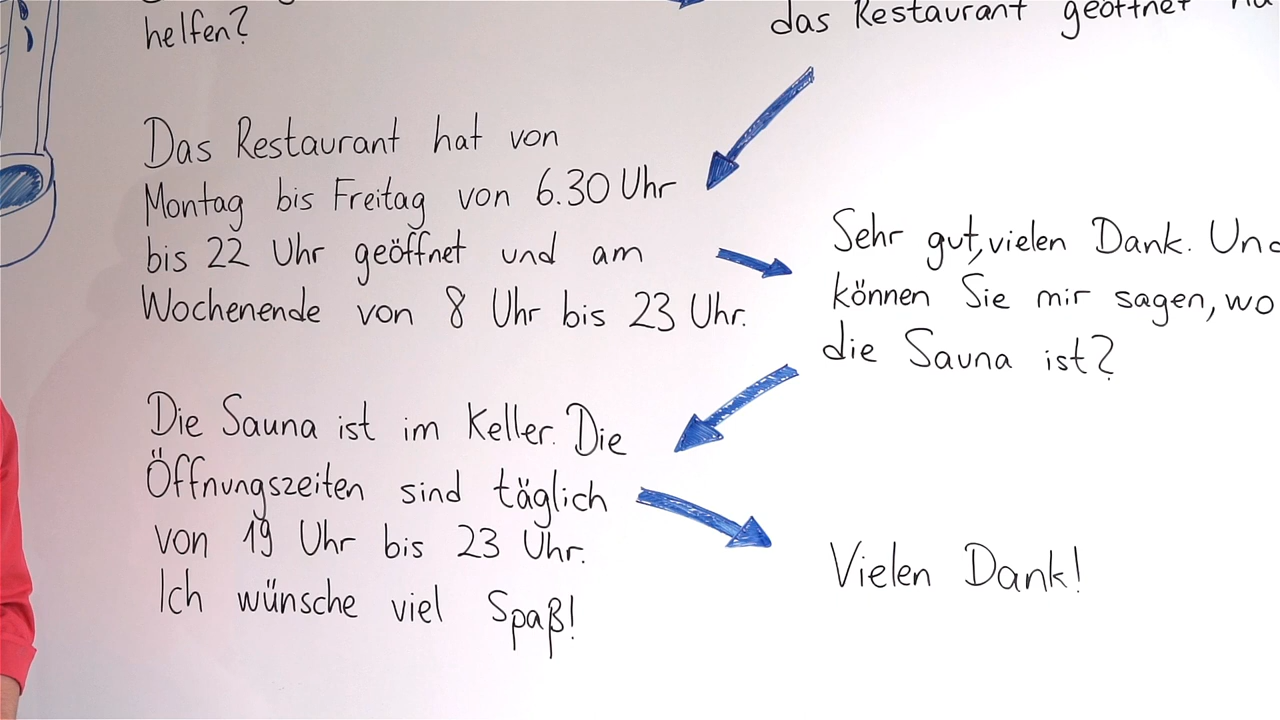 helfen?
das Restaurant geöffnet
Das Restaurant hat von
Montag bis Freitag von 6.30 Uhr
bis 22 Uhr geöffnet und am
Wochenende von 8 Uhr bis 23 Uhr.
Sehr gut, vielen Dank. Und
können Sie mir sagen, wo
die Sauna ist?
Die Sauna ist im Keller. Die
Öffnungszeiten sind täglich
von 19 Uhr bis 23 Uhr.
Ich wünsche viel Spaß!
Vielen Dank!